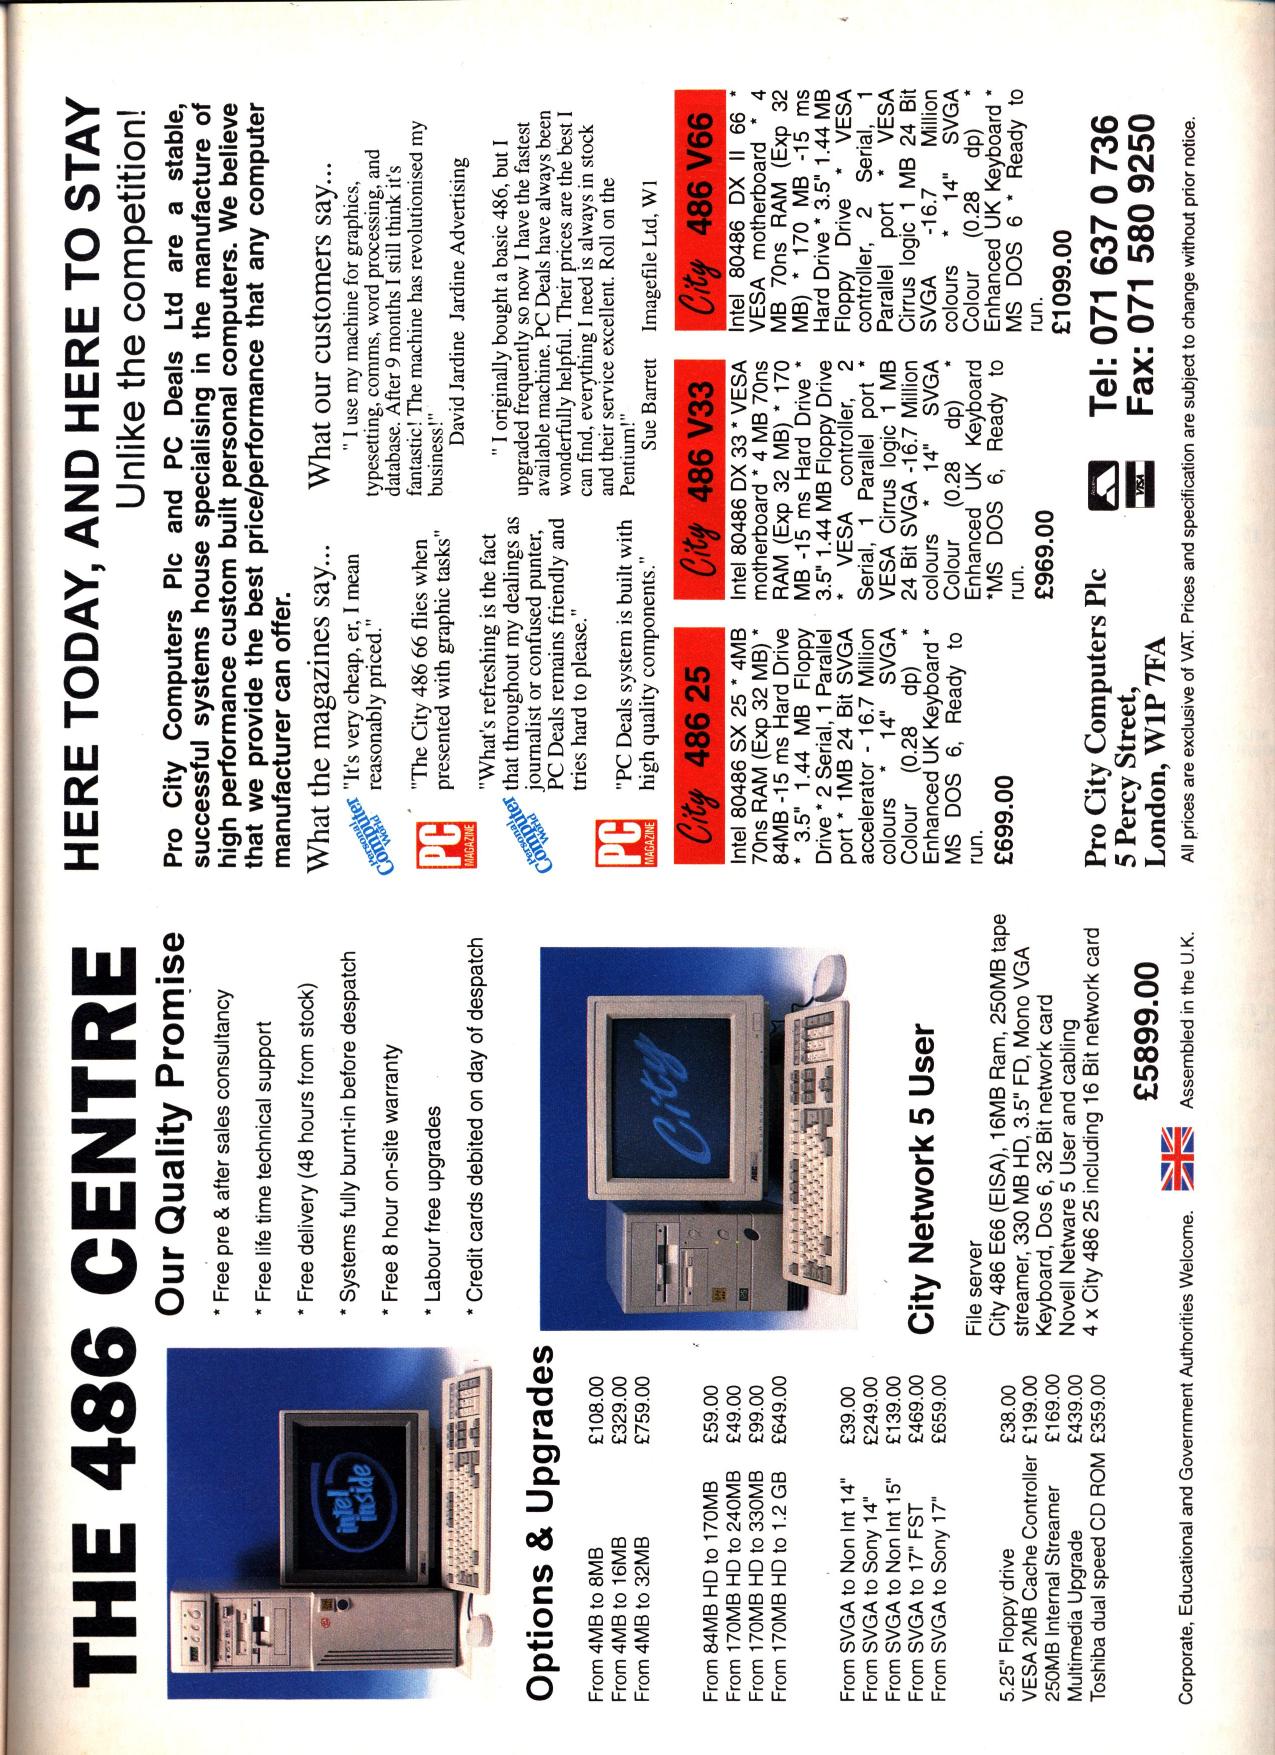 THE 486 CENTRE
Our Quality Promise
* Free pre & after sales consultancy
* Free life time technical support
* Free delivery (48 hours from stock)
* Systems fully burnt-in before despatch
* Free 8 hour on-site warranty
* Labour free upgrades
* Credit cards debited on day of despatch
intel
inside
Options & Upgrades
From 4MB to 8MB £108.00
From 4MB to 16MB £329.00
From 4MB to 32MB £759.00
From 84MB HD to 170MB £59.00
From 170MB HD to 240MB £49.00
From 170MB HD to 330MB £99.00
From 170MB HD to 1.2 GB £649.00
From SVGA to Non Int 14" £39.00
From SVGA to Sony 14" £249.00
From SVGA to Non Int 15" £139.00
From SVGA to 17" FST £469.00
From SVGA to Sony 17" £659.00
5.25" Floppy drive £38.00
VESA 2MB Cache Controller £199.00
250MB Internal Streamer £169.00
Multimedia Upgrade £439.00
Toshiba dual speed CD ROM £359.00
City
City Network 5 User
File server
City 486 E66 (EISA), 16MB Ram, 250MB tape
streamer, 330 MB HD, 3.5" FD, Mono VGA
Keyboard, Dos 6, 32 Bit network card
Novell Netware 5 User and cabling
4 x City 486 25 including 16 Bit network card
£5899.00
Corporate, Educational and Government Authorities Welcome.
Assembled in the U.K.
HERE TODAY, AND HERE TO STAY
Unlike the competition!
Pro City Computers Plc and PC Deals Ltd are a stable,
successful systems house specialising in the manufacture of
high performance custom built personal computers. We believe
that we provide the best price/performance that any computer
manufacturer can offer.
What the magazines say...
Personal
Computer
World
"It's very cheap, er, I mean
reasonably priced."
PC
MAGAZINE
"The City 486 66 flies when
presented with graphic tasks"
Personal
Computer
World
"What's refreshing is the fact
that throughout my dealings as
journalist or confused punter,
PC Deals remains friendly and
tries hard to please."
PC
MAGAZINE
"PC Deals system is built with
high quality components."
What our customers say...
" I use my machine for graphics,
typesetting, comms, word processing, and
database. After 9 months I still think it's
fantastic! The machine has revolutionised my
business!"
David Jardine Jardine Advertising
" I originally bought a basic 486, but I
upgraded frequently so now I have the fastest
available machine. PC Deals have always been
wonderfully helpful. Their prices are the best I
can find, everything I need is always in stock
and their service excellent. Roll on the
Pentium!"
Sue Barrett Imagefile Ltd, W1
City 486 25
Intel 80486 SX 25 * 4MB
70ns RAM (Exp 32 MB) *
84MB -15 ms Hard Drive
* 3.5" 1.44 MB Floppy
Drive * 2 Serial, 1 Parallel
port * 1MB 24 Bit SVGA
accelerator - 16.7 Million
colours * 14" SVGA
Colour (0.28 dp) *
Enhanced UK Keyboard *
MS DOS 6, Ready to
run.
£699.00
City 486 V33
Intel 80486 DX 33 * VESA
motherboard * 4 MB 70ns
RAM (Exp 32 MB) * 170
MB -15 ms Hard Drive *
3.5" 1.44 MB Floppy Drive
* VESA controller, 2
Serial, 1 Parallel port *
VESA Cirrus logic 1 MB
24 Bit SVGA -16.7 Million
colours * 14" SVGA
Colour (0.28 dp) *
Enhanced UK Keyboard
*MS DOS 6, Ready to
run.
£969.00
City 486 V66
Intel 80486 DX II 66 *
VESA motherboard * 4
MB 70ns RAM (Exp 32
MB) * 170 MB -15 ms
Hard Drive * 3.5" 1.44 MB
Floppy Drive * VESA
controller, 2 Serial, 1
Parallel port * VESA
Cirrus logic 1 MB 24 Bit
SVGA -16.7 Million
colours * 14" SVGA
Colour (0.28 dp) *
Enhanced UK Keyboard *
MS DOS 6 * Ready to
run.
£1099.00
Pro City Computers Plc
5 Percy Street,
London, W1P 7FA
VISA
Tel: 071 637 0 736
Fax: 071 580 9250
All prices are exclusive of VAT. Prices and specification are subject to change without prior notice.